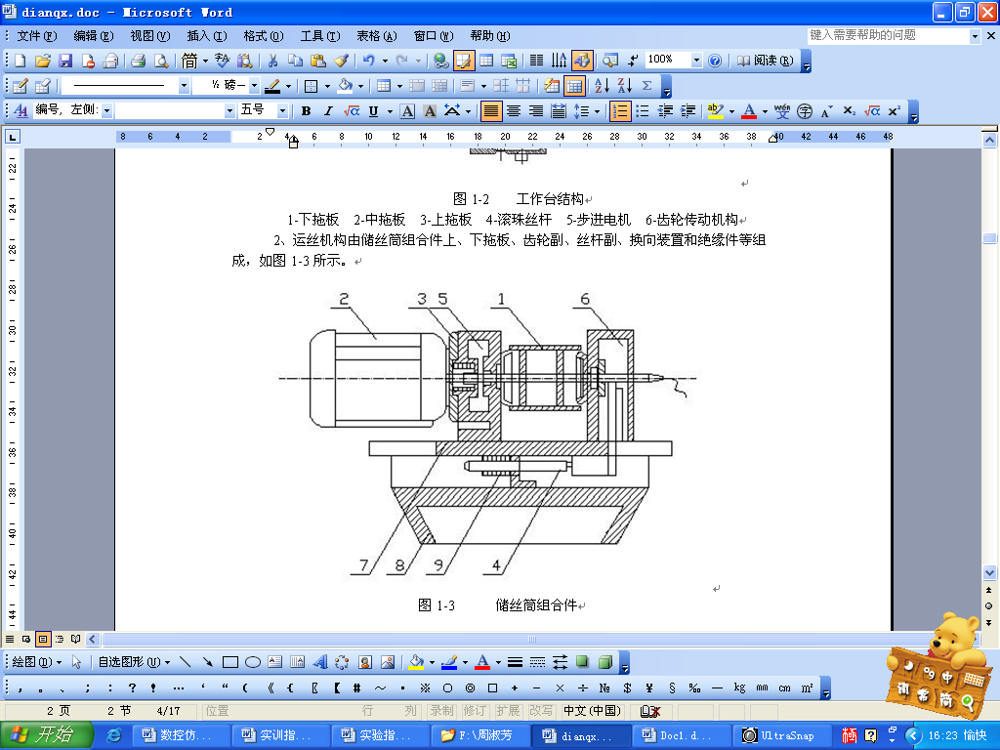 dianqx.doc - Microsoft Word
文件(F) 编辑(E) 视图(V) 插入(I) 格式(O) 工具(T) 表格(A) 窗口(W) 帮助(H) 键入需要帮助的问题
100% 阅读(R)
½ 磅
编号, 左侧: 五号 B I U A A
8 6 4 2 2 4 6 8 10 12 14 16 18 20 22 24 26 28 30 32 34 36 38 40 42 44 46 48
图 1-2 工作台结构
1-下拖板 2-中拖板 3-上拖板 4-滚珠丝杆 5-步进电机 6-齿轮传动机构
2、运丝机构由储丝筒组合件上、下拖板、齿轮副、丝杆副、换向装置和绝缘件等组
成，如图 1-3 所示。
2 3 5 1 6
7 8 9 4
图 1-3 储丝筒组合件
22 24 26 28 30 32 34 36 38 40 42 44
绘图(D) 自选图形(U)
， 。 、 ； ： ？ ！ … ‘ “ （ 《 { 〖 【 # ※ ～ · ※ ○ ◎ □ + － × ÷ № $ ¥ § ‰ — kg mm cm m²
2 页 2 节 4/17 位置 行 列 录制 修订 扩展 改写 中文(中国)
中
词 常 简
开始 数控仿... 实训指... 实验指... F:\周淑芳 dianqx... Doc1.d... UltraSnap 16:23 愉快